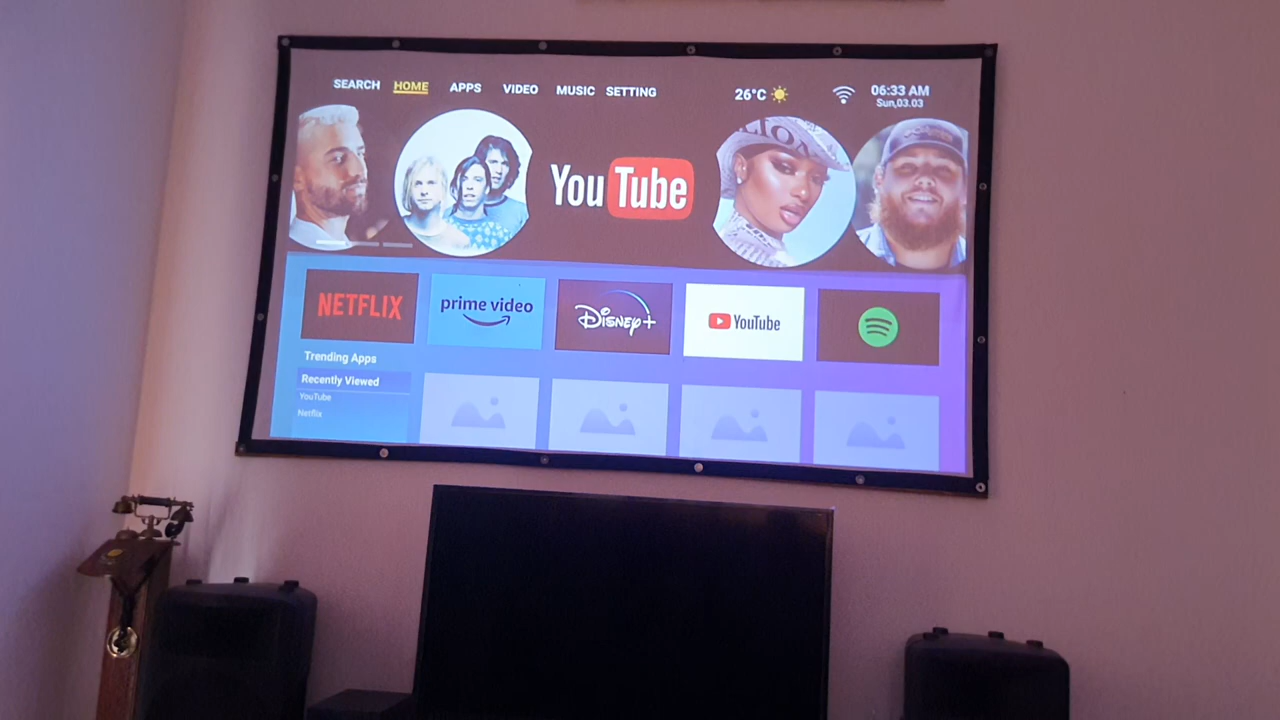 SEARCH HOME APPS VIDEO MUSIC SETTING 26°C 06:33 AM
Sun,03.03
YouTube
NETFLIX prime video Disney+ YouTube
Trending Apps
Recently Viewed
YouTube
Netflix